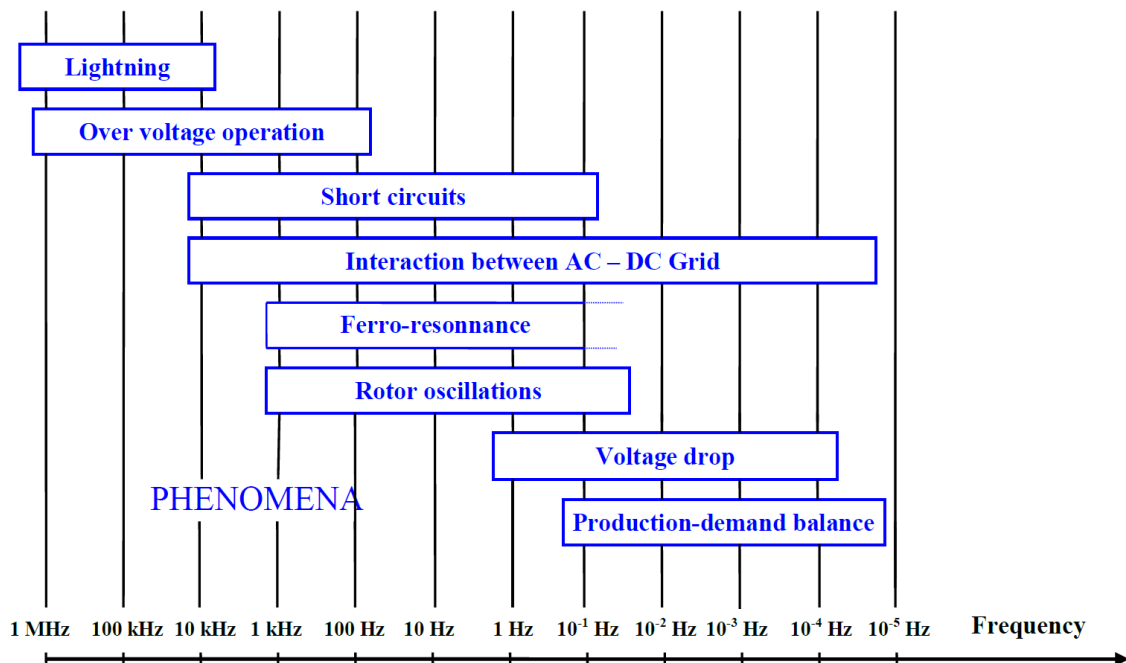 Lightning
Over voltage operation
Short circuits
Interaction between AC – DC Grid
Ferro-resonnance
Rotor oscillations
Voltage drop
PHENOMENA
Production-demand balance
1 MHz 100 kHz 10 kHz 1 kHz 100 Hz 10 Hz 1 Hz 10⁻¹ Hz 10⁻² Hz 10⁻³ Hz 10⁻⁴ Hz 10⁻⁵ Hz Frequency